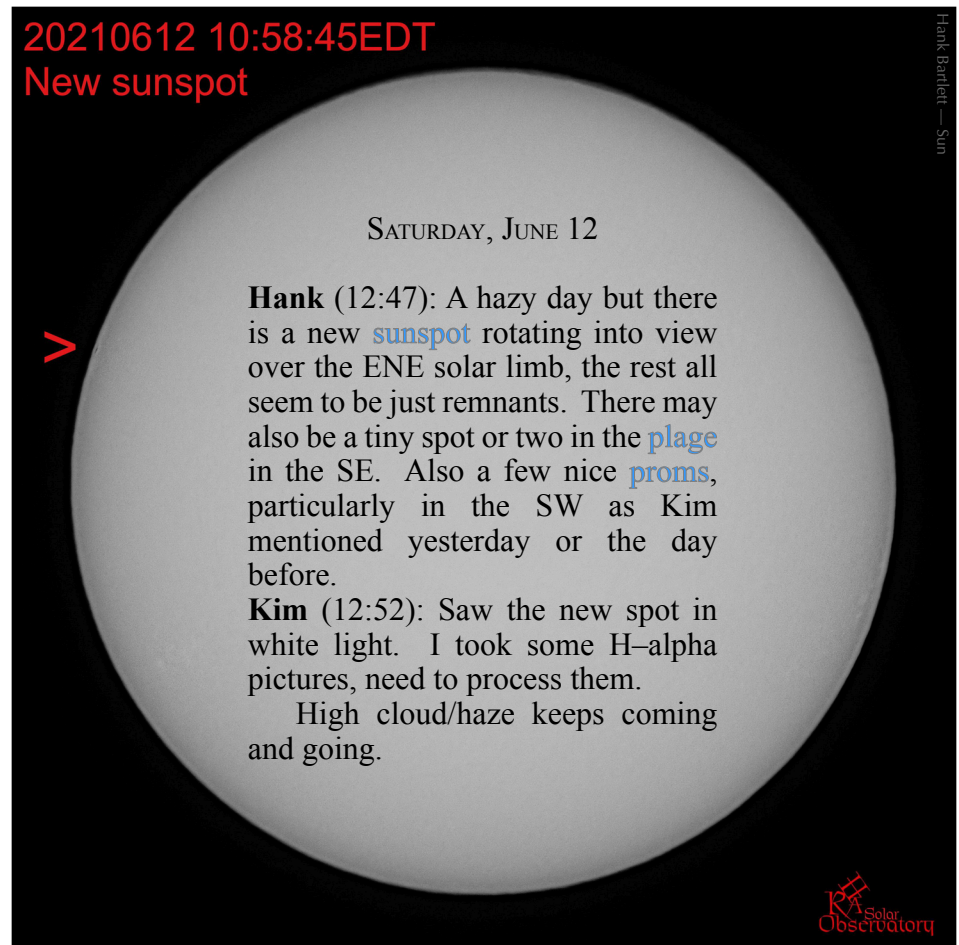 20210612 10:58:45EDT
New sunspot
Hank Bartlett — Sun
>
Saturday, June 12
Hank (12:47): A hazy day but there
is a new sunspot rotating into view
over the ENE solar limb, the rest all
seem to be just remnants. There may
also be a tiny spot or two in the plage
in the SE. Also a few nice proms,
particularly in the SW as Kim
mentioned yesterday or the day
before.
Kim (12:52): Saw the new spot in
white light. I took some H–alpha
pictures, need to process them.
High cloud/haze keeps coming
and going.
KA Solar
Observatory